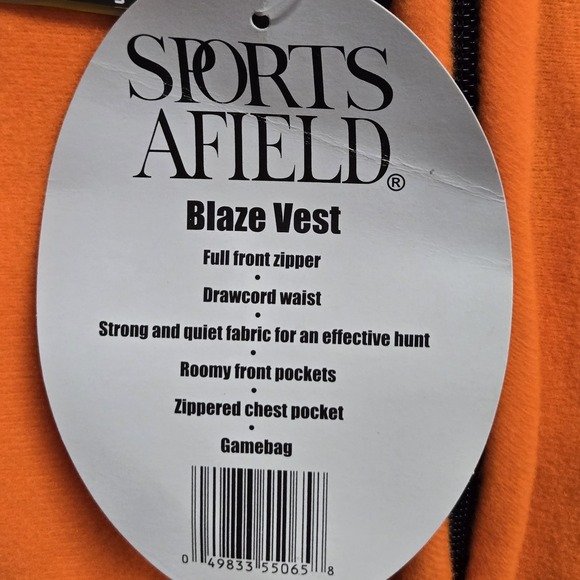 SPORTS
AFIELD®
Blaze Vest
Full front zipper
•
Drawcord waist
•
Strong and quiet fabric for an effective hunt
•
Roomy front pockets
•
Zippered chest pocket
•
Gamebag
0 49833 55065 8